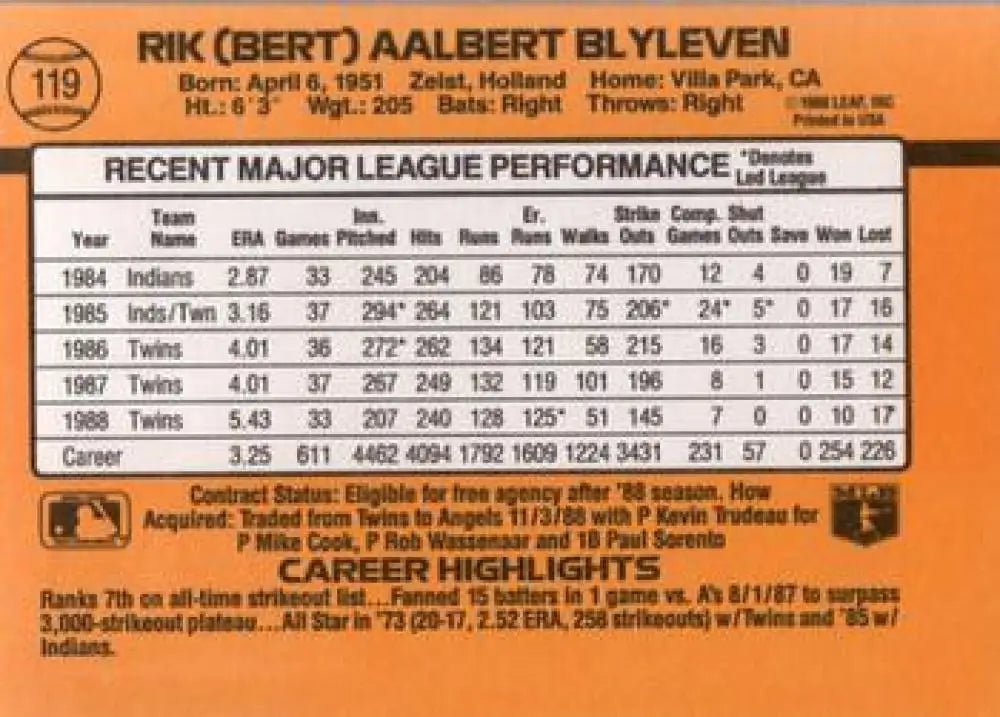 119
RIK (BERT) AALBERT BLYLEVEN
Born: April 6, 1951 Zeist, Holland Home: Villa Park, CA
Ht.: 6'3" Wgt.: 205 Bats: Right Throws: Right
© 1988 LEAF, INC
Printed in USA
RECENT MAJOR LEAGUE PERFORMANCE *Denotes Led League
Year Team Name ERA Games Inn. Pitched Hits Runs Er. Runs Walks Strike Outs Comp. Games Shut Outs Save Won Lost
1984 Indians 2.87 33 245 204 86 78 74 170 12 4 0 19 7
1985 Inds/Twn 3.16 37 294* 264 121 103 75 206* 24* 5* 0 17 16
1986 Twins 4.01 36 272* 262 134 121 58 215 16 3 0 17 14
1987 Twins 4.01 37 267 249 132 119 101 196 8 1 0 15 12
1988 Twins 5.43 33 207 240 128 125* 51 145 7 0 0 10 17
Career 3.25 611 4462 4094 1792 1609 1224 3431 231 57 0 254 226
Contract Status: Eligible for free agency after '88 season. How
Acquired: Traded from Twins to Angels 11/3/88 with P Kevin Trudeau for
P Mike Cook, P Rob Wassenaar and 1B Paul Sorento
CAREER HIGHLIGHTS
Ranks 7th on all-time strikeout list...Fanned 15 batters in 1 game vs. A's 8/1/87 to surpass
3,000-strikeout plateau...All Star in '73 (20-17, 2.52 ERA, 258 strikeouts) w/Twins and '85 w/
Indians.